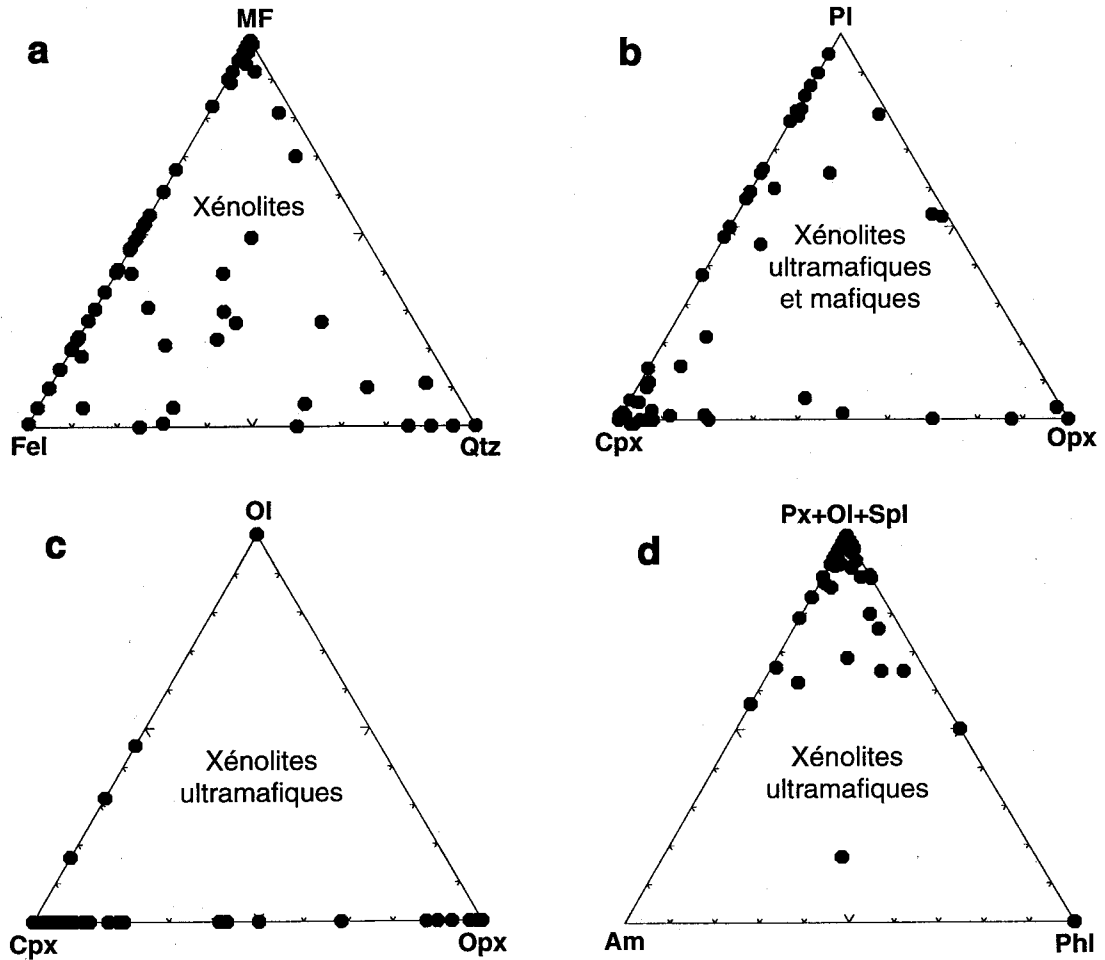 a
MF
Xénolites
Fel
Qtz
b
Pl
Xénolites
ultramafiques
et mafiques
Cpx
Opx
c
Ol
Xénolites
ultramafiques
Cpx
Opx
d
Px+Ol+Spl
Xénolites
ultramafiques
Am
Phl